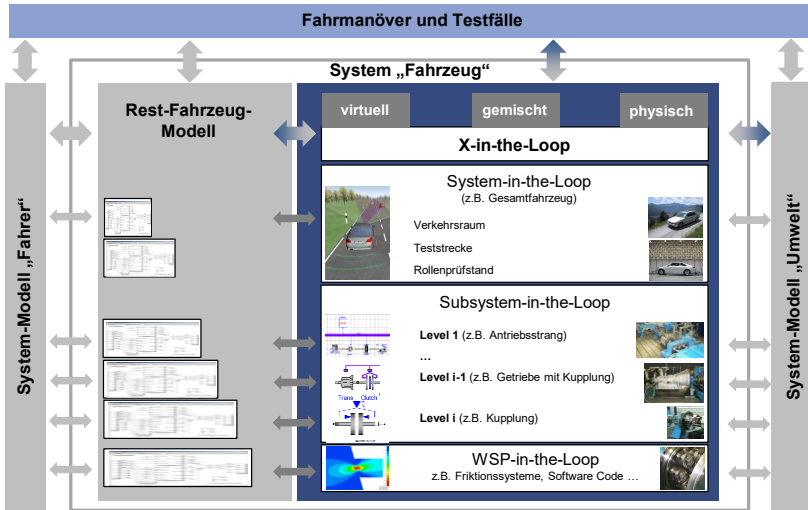 Fahrmanöver und Testfälle
System „Fahrzeug“
Rest-Fahrzeug-
Modell
virtuell
gemischt
physisch
X-in-the-Loop
System-in-the-Loop
(z.B. Gesamtfahrzeug)
Verkehrsraum
Teststrecke
Rollenprüfstand
Subsystem-in-the-Loop
Level 1 (z.B. Antriebsstrang)
...
Level i-1 (z.B. Getriebe mit Kupplung)
Trans Clutch
Level i (z.B. Kupplung)
WSP-in-the-Loop
z.B. Friktionssysteme, Software Code ...
System-Modell „Fahrer“
System-Modell „Umwelt“